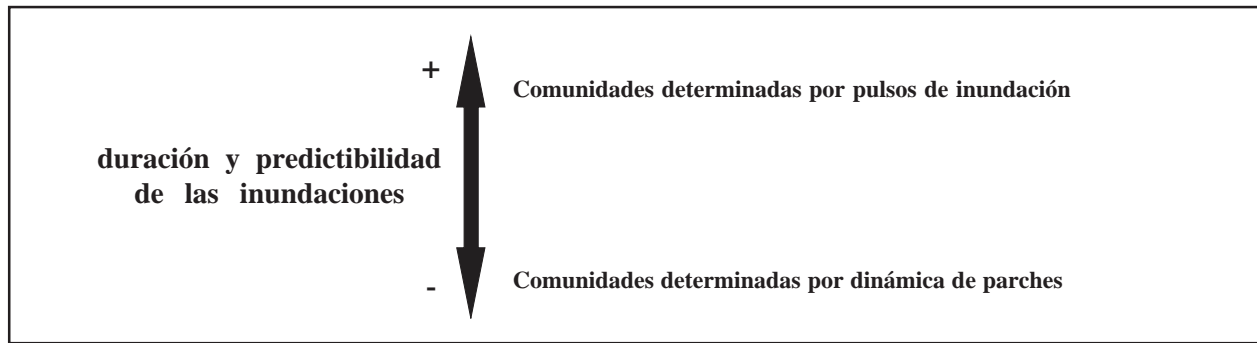 +
Comunidades determinadas por pulsos de inundación
duración y predictibilidad
de las inundaciones
-
Comunidades determinadas por dinámica de parches